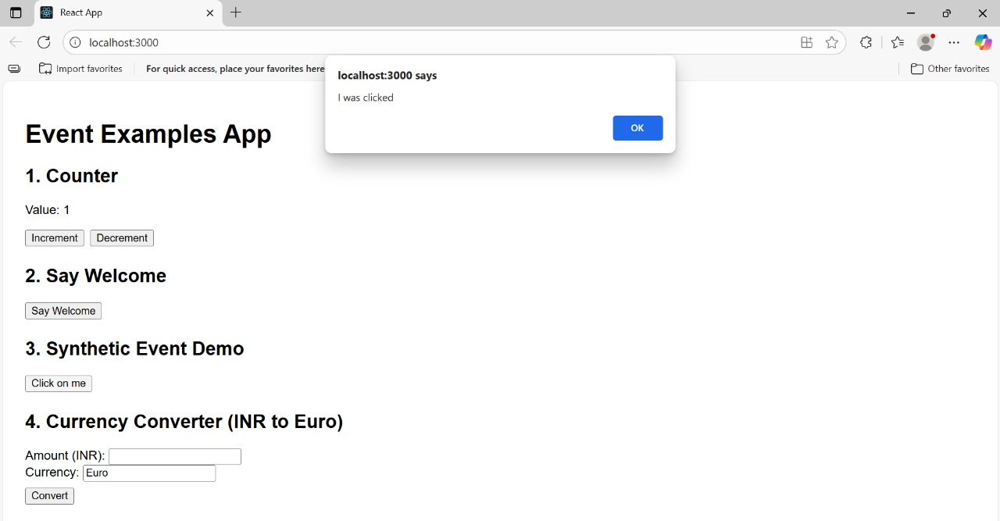 React App
localhost:3000
Import favorites
For quick access, place your favorites here
Other favorites
localhost:3000 says
I was clicked
OK
Event Examples App
1. Counter
Value: 1
Increment Decrement
2. Say Welcome
Say Welcome
3. Synthetic Event Demo
Click on me
4. Currency Converter (INR to Euro)
Amount (INR):
Currency: Euro
Convert